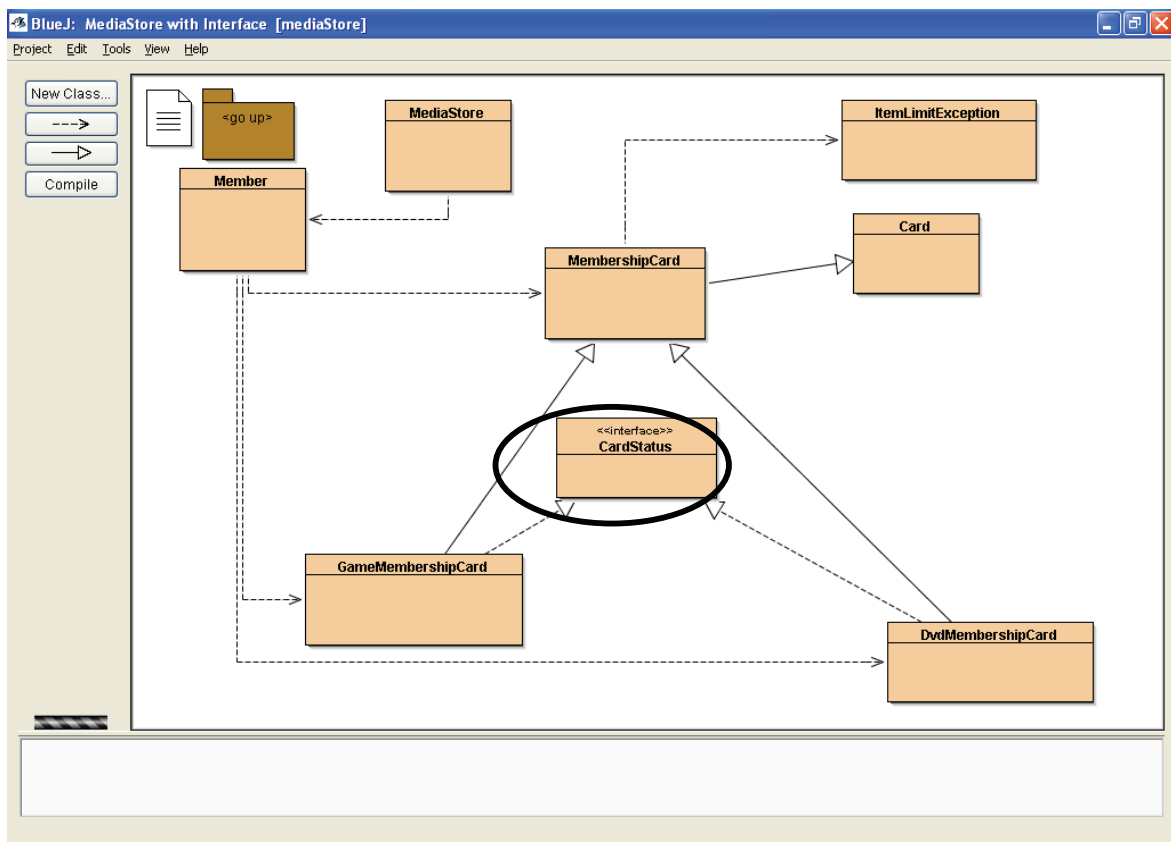 BlueJ: MediaStore with Interface [mediaStore]
Project Edit Tools View Help
New Class...
Compile
<go up>
MediaStore
ItemLimitException
Member
Card
MembershipCard
<<interface>>
CardStatus
GameMembershipCard
DvdMembershipCard